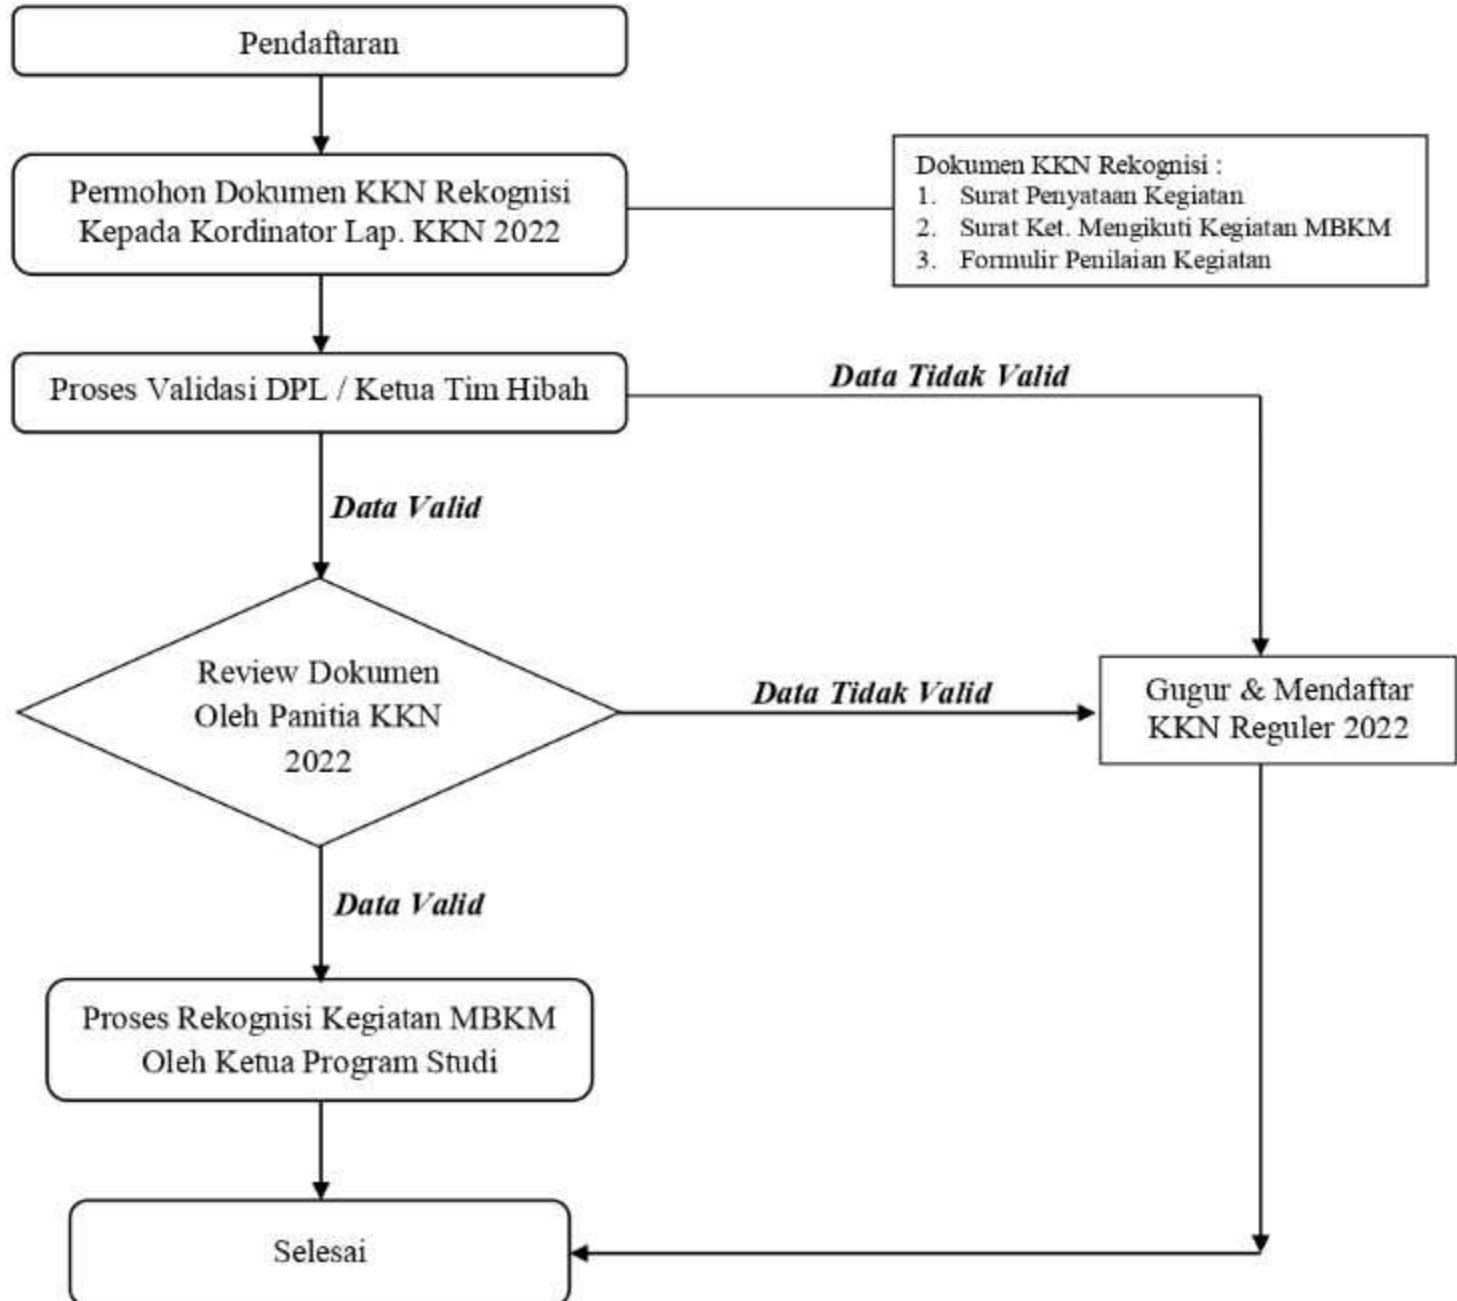 Pendaftaran
Permohon Dokumen KKN Rekognisi
Kepada Kordinator Lap. KKN 2022
Dokumen KKN Rekognisi :
1. Surat Penyataan Kegiatan
2. Surat Ket. Mengikuti Kegiatan MBKM
3. Formulir Penilaian Kegiatan
Proses Validasi DPL / Ketua Tim Hibah
Data Tidak Valid
Data Valid
Review Dokumen
Oleh Panitia KKN
2022
Data Tidak Valid
Gugur & Mendaftar
KKN Reguler 2022
Data Valid
Proses Rekognisi Kegiatan MBKM
Oleh Ketua Program Studi
Selesai